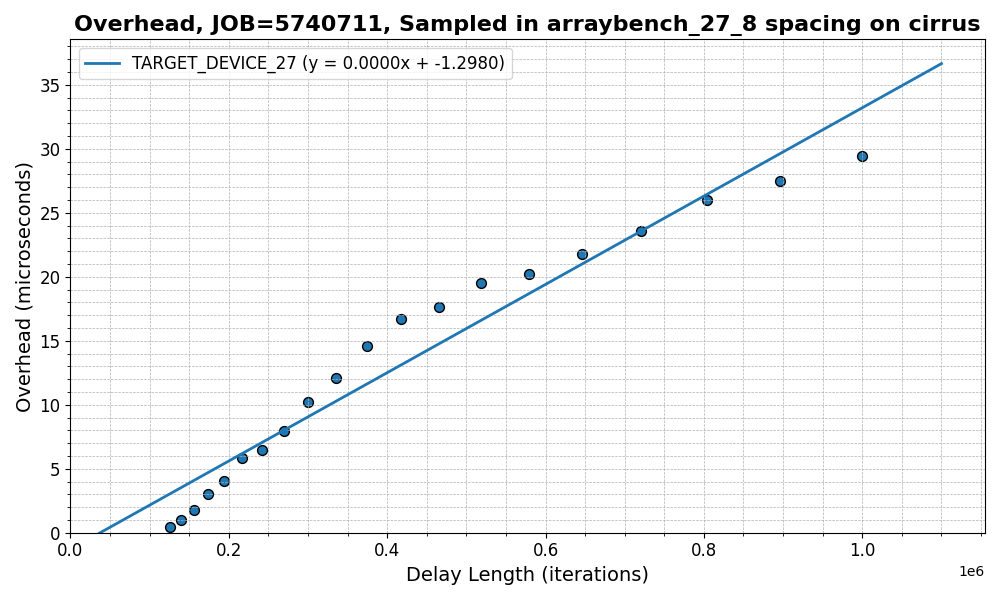 Overhead, JOB=5740711, Sampled in arraybench_27_8 spacing on cirrus
TARGET_DEVICE_27 (y = 0.0000x + -1.2980)
Overhead (microseconds)
35
30
25
20
15
10
5
0
0.0 0.2 0.4 0.6 0.8 1.0
1e6
Delay Length (iterations)